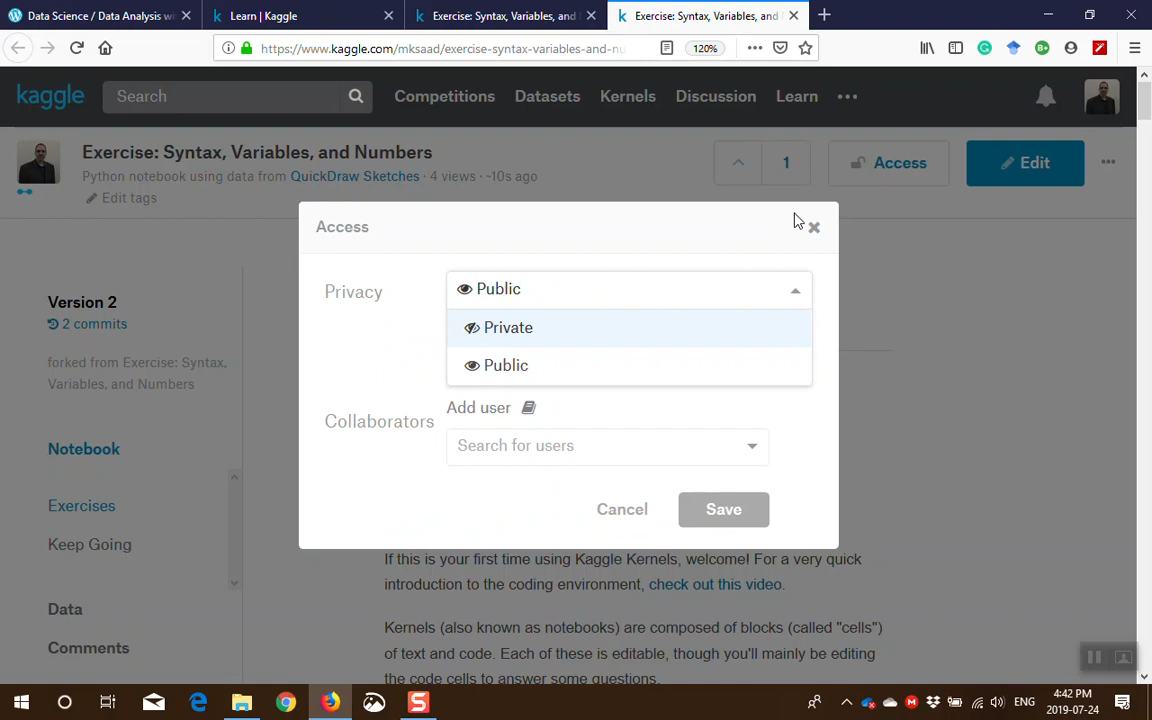 Data Science / Data Analysis wi
Learn | Kaggle
Exercise: Syntax, Variables, and
Exercise: Syntax, Variables, and
https://www.kaggle.com/mksaad/exercise-syntax-variables-and-nu
120%
kaggle
Search
Competitions
Datasets
Kernels
Discussion
Learn
Exercise: Syntax, Variables, and Numbers
Python notebook using data from QuickDraw Sketches · 4 views · ~10s ago
Edit tags
1
Access
Edit
Access
Privacy
Public
Private
Public
Collaborators
Add user
Search for users
Cancel
Save
Version 2
2 commits
forked from Exercise: Syntax,
Variables, and Numbers
Notebook
Exercises
Keep Going
Data
Comments
If this is your first time using Kaggle Kernels, welcome! For a very quick
introduction to the coding environment, check out this video.
Kernels (also known as notebooks) are composed of blocks (called "cells")
of text and code. Each of these is editable, though you'll mainly be editing
the code cells to answer some questions.
ENG
4:42 PM
2019-07-24